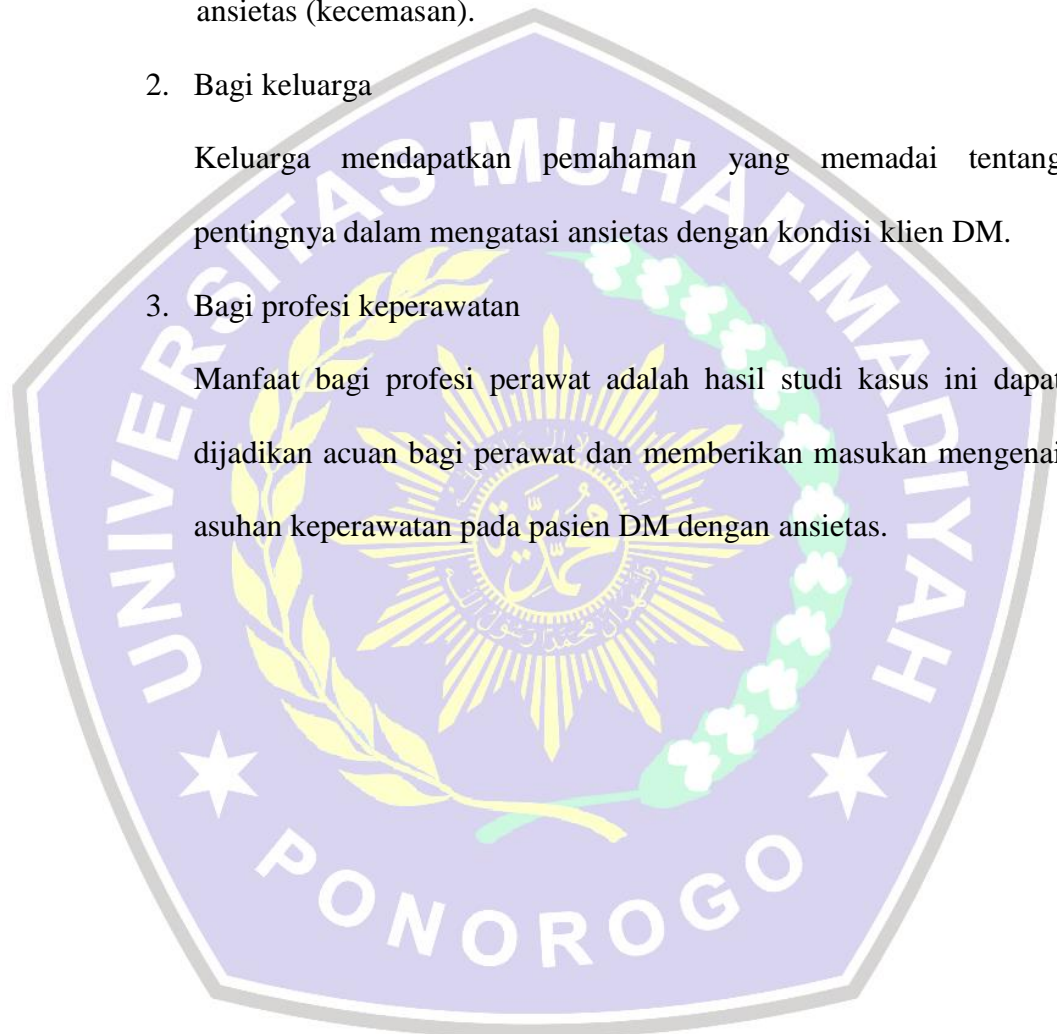 ansietas (kecemasan).
2. Bagi keluarga
Keluarga mendapatkan pemahaman yang memadai tentang
pentingnya dalam mengatasi ansietas dengan kondisi klien DM.
3. Bagi profesi keperawatan
Manfaat bagi profesi perawat adalah hasil studi kasus ini dapat
dijadikan acuan bagi perawat dan memberikan masukan mengenai
asuhan keperawatan pada pasien DM dengan ansietas.
UNIVERSITAS MUHAMMADIYAH
PONOROGO